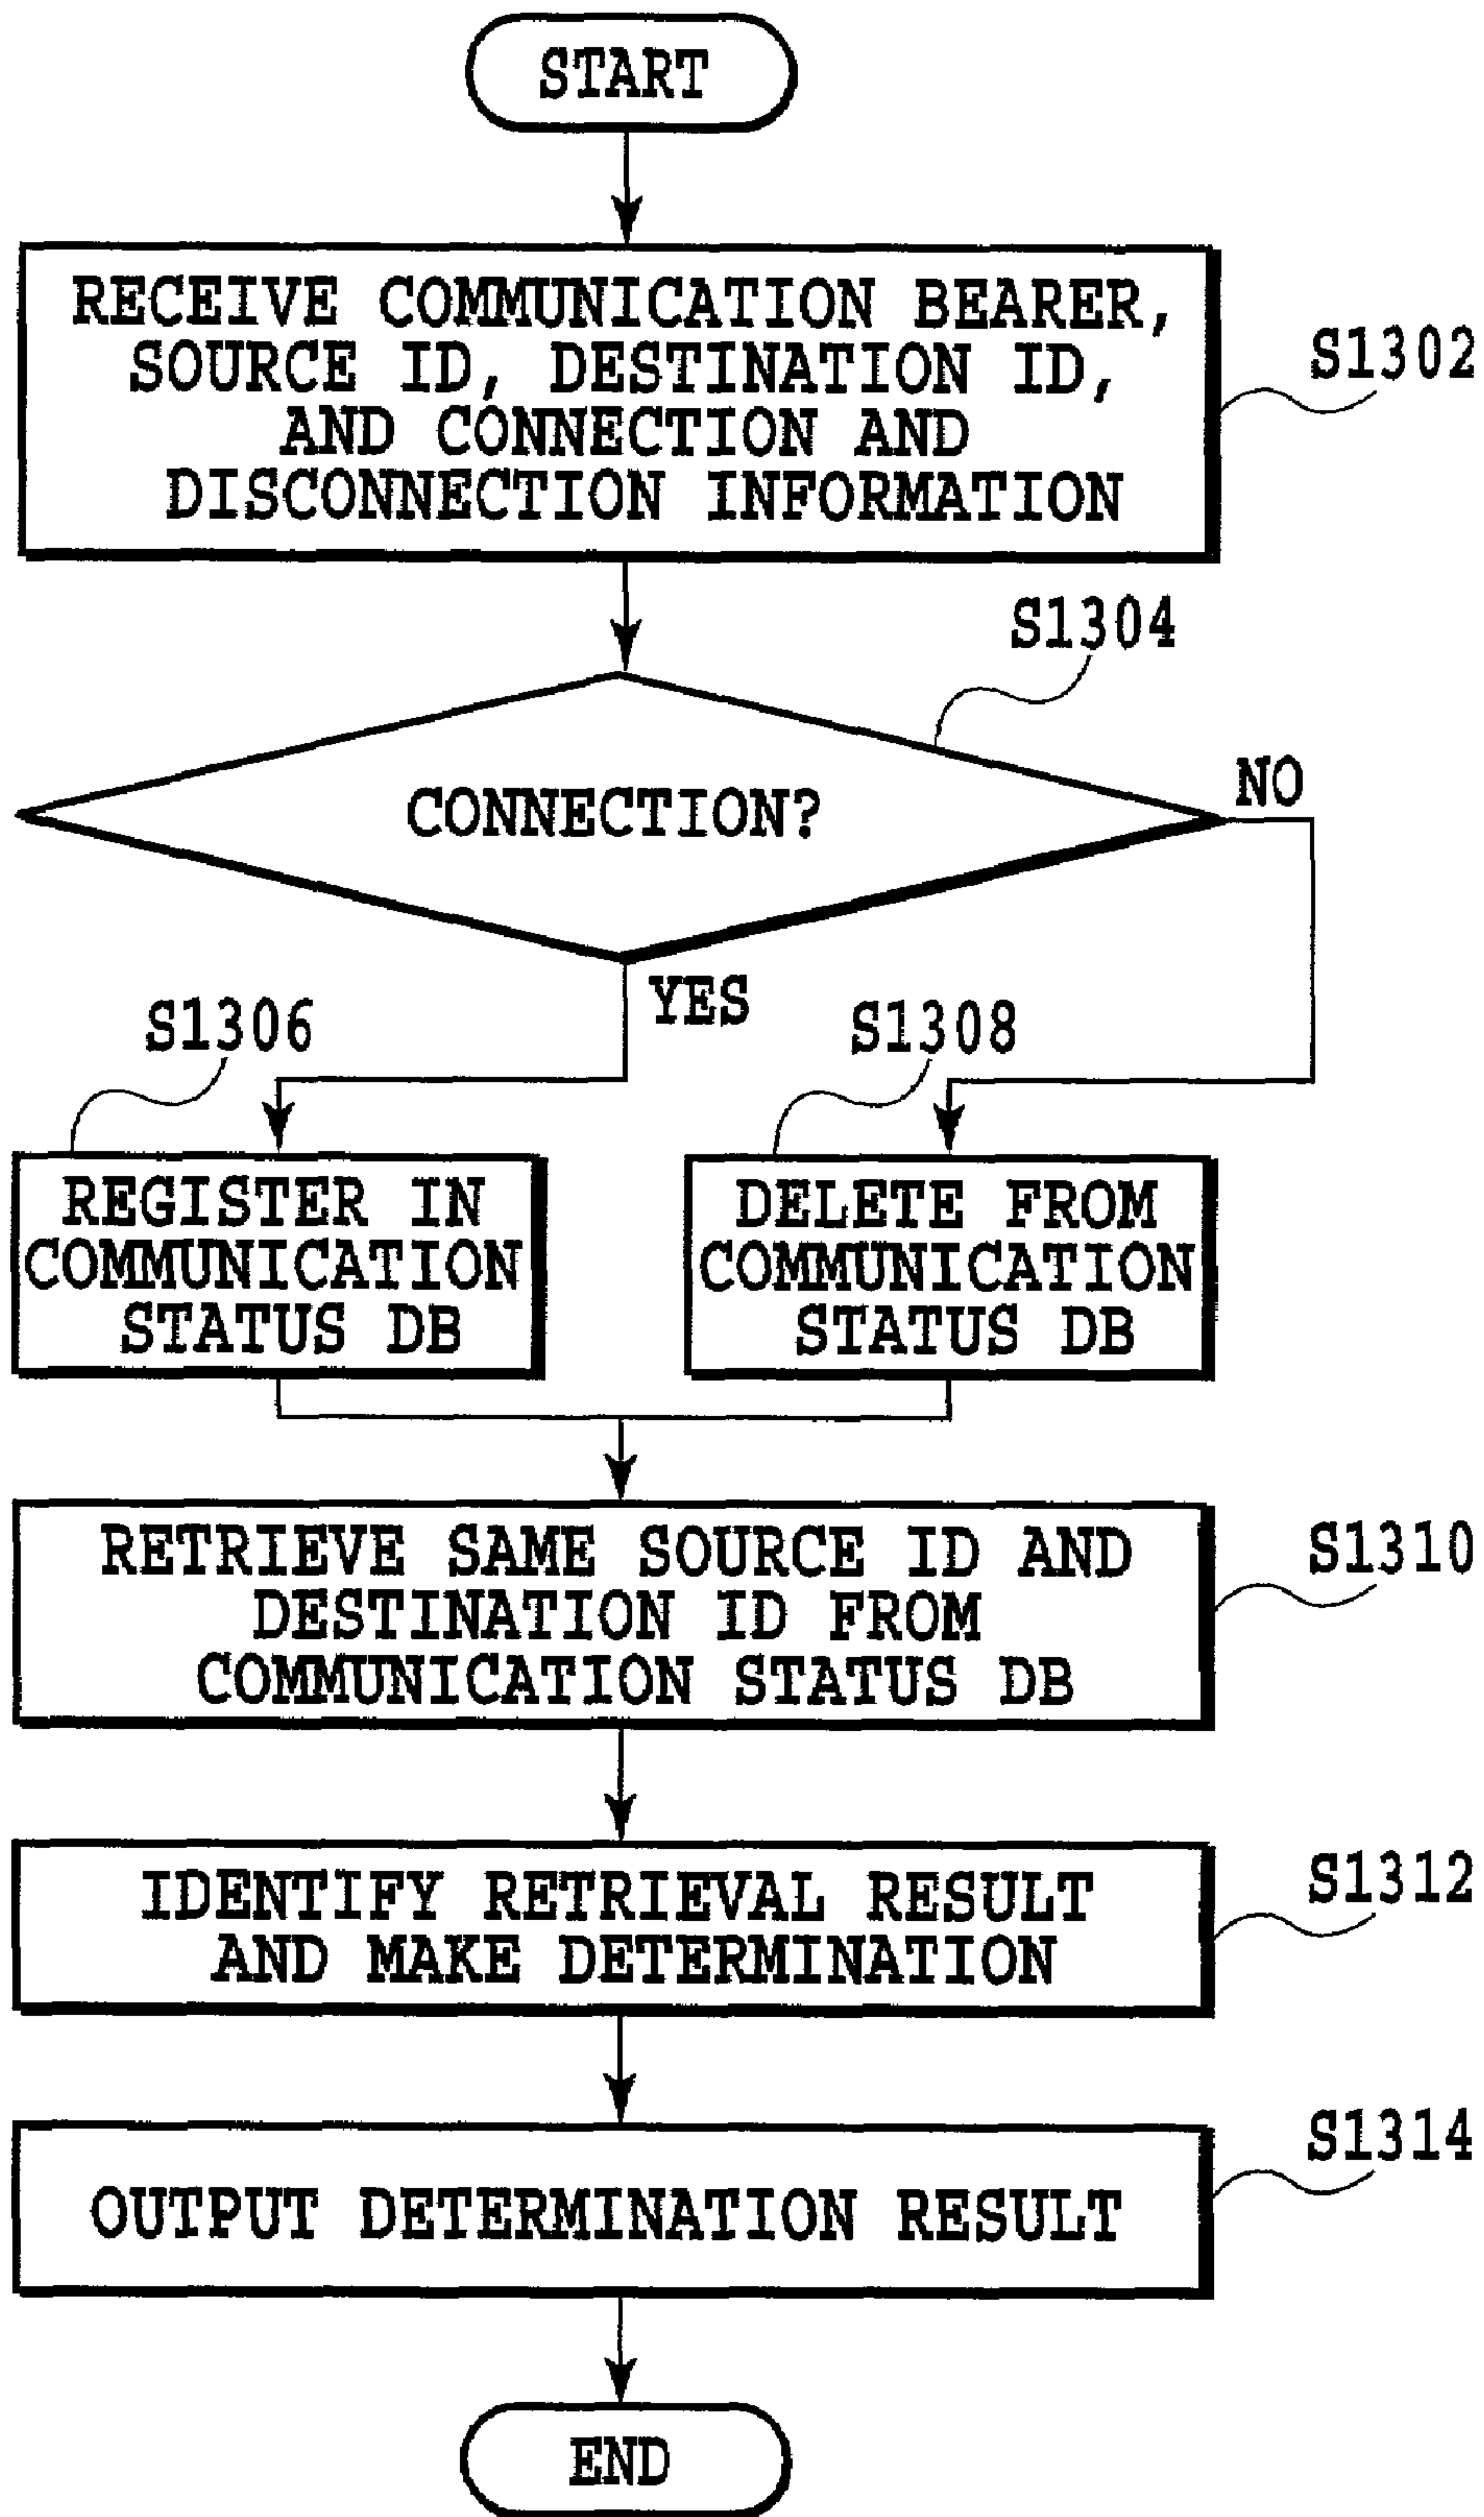 START
RECEIVE COMMUNICATION BEARER,
SOURCE ID, DESTINATION ID,
AND CONNECTION AND
DISCONNECTION INFORMATION
S1302
S1304
CONNECTION?
NO
YES
S1306
S1308
REGISTER IN
COMMUNICATION
STATUS DB
DELETE FROM
COMMUNICATION
STATUS DB
RETRIEVE SAME SOURCE ID AND
DESTINATION ID FROM
COMMUNICATION STATUS DB
S1310
IDENTIFY RETRIEVAL RESULT
AND MAKE DETERMINATION
S1312
OUTPUT DETERMINATION RESULT
S1314
END